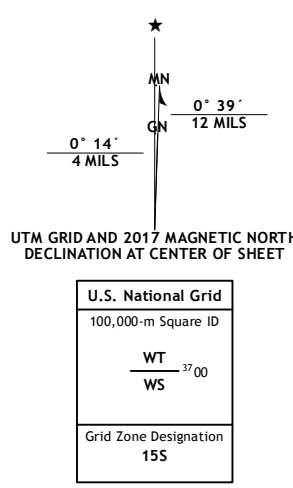 ★
MN
GN
0° 39´
12 MILS
0° 14´
4 MILS
UTM GRID AND 2017 MAGNETIC NORTH
DECLINATION AT CENTER OF SHEET
U.S. National Grid
100,000-m Square ID
WT
3700
WS
Grid Zone Designation
15S